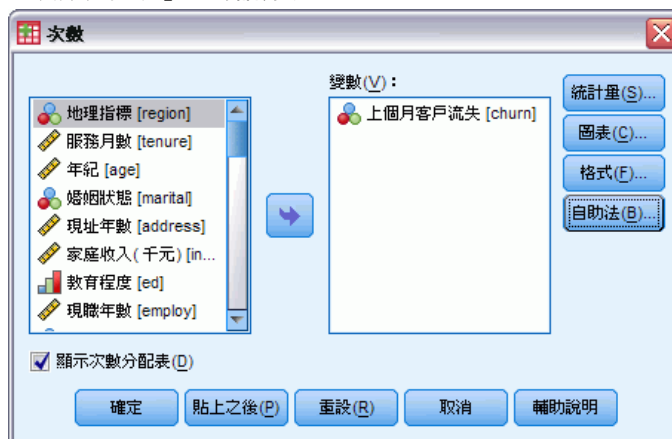 次數
變數(V)：
地理指標 [region]
服務月數 [tenure]
年紀 [age]
婚姻狀態 [marital]
現址年數 [address]
家庭收入(千元) [in...
教育程度 [ed]
現職年數 [employ]
上個月客戶流失 [churn]
統計量(S)...
圖表(C)...
格式(F)...
自助法(B)...
顯示次數分配表(D)
確定
貼上之後(P)
重設(R)
取消
輔助說明